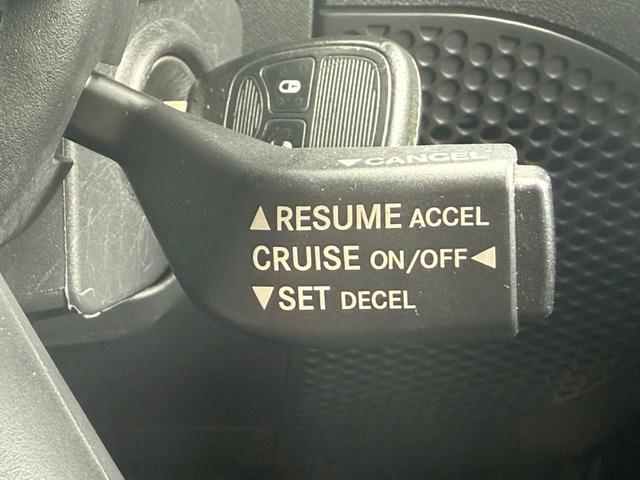 ▼CANCEL
▲RESUME ACCEL
CRUISE ON/OFF◀
▼SET DECEL